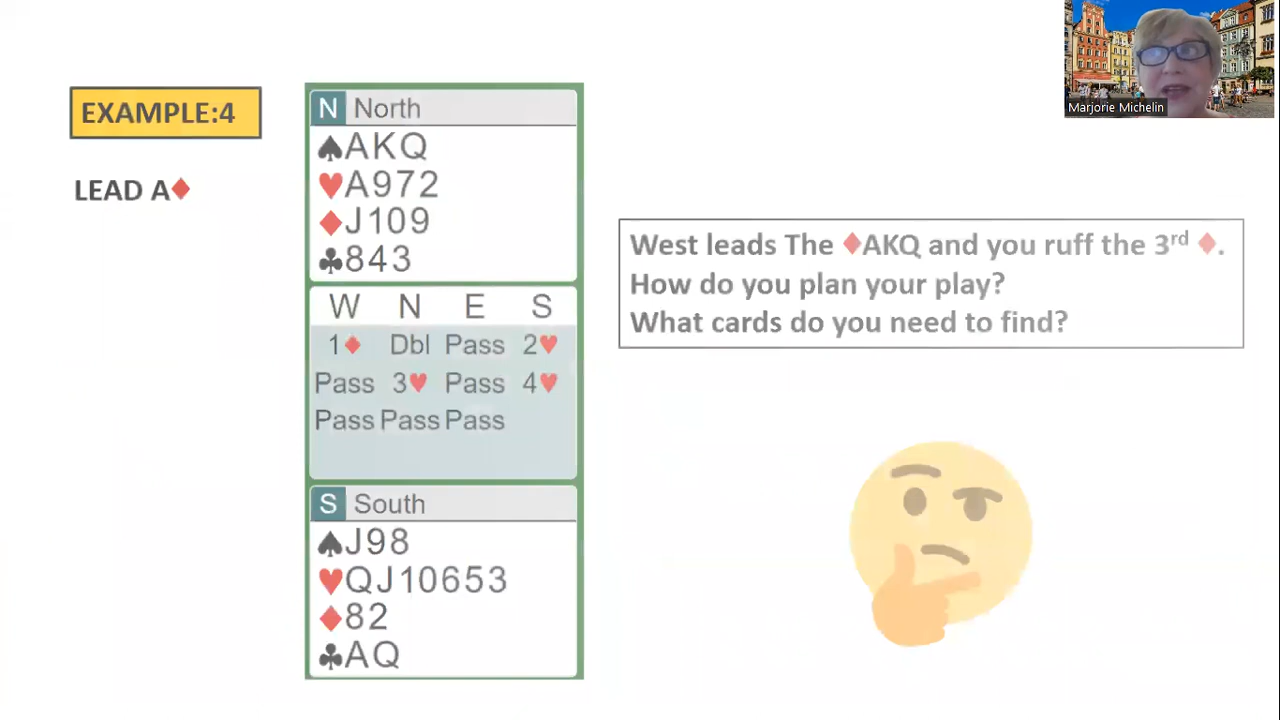 Marjorie Michelin
EXAMPLE:4
LEAD A♦
N North
♠AKQ
♥A972
♦J109
♣843
W N E S
1♦ Dbl Pass 2♥
Pass 3♥ Pass 4♥
Pass Pass Pass
S South
♠J98
♥QJ10653
♦82
♣AQ
West leads The ♦AKQ and you ruff the 3rd ♦.
How do you plan your play?
What cards do you need to find?